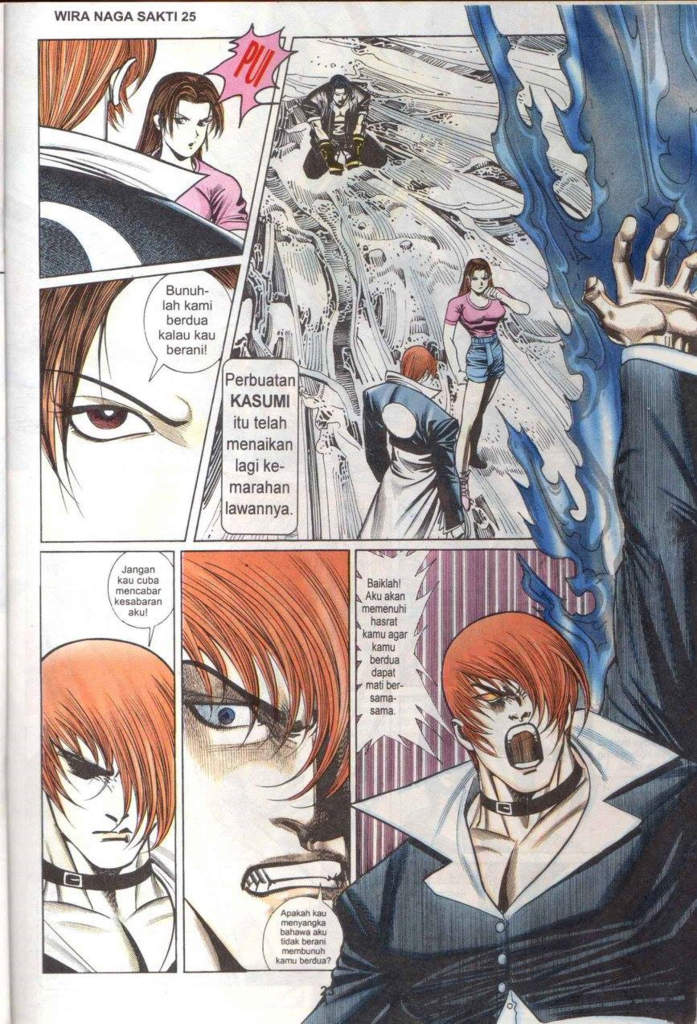 WIRA NAGA SAKTI 25
PUI
Bunuh-
lah kami
berdua
kalau kau
berani!
Perbuatan
KASUMI
itu telah
menaikan
lagi ke-
marahan
lawannya.
Jangan
kau cuba
mencabar
kesabaran
aku!
Apakah kau
menyangka
bahawa aku
tidak berani
membunuh
kamu berdua?
Baiklah!
Aku akan
memenuhi
hasrat
kamu agar
kamu
berdua
dapat
mati ber-
sama-
sama.